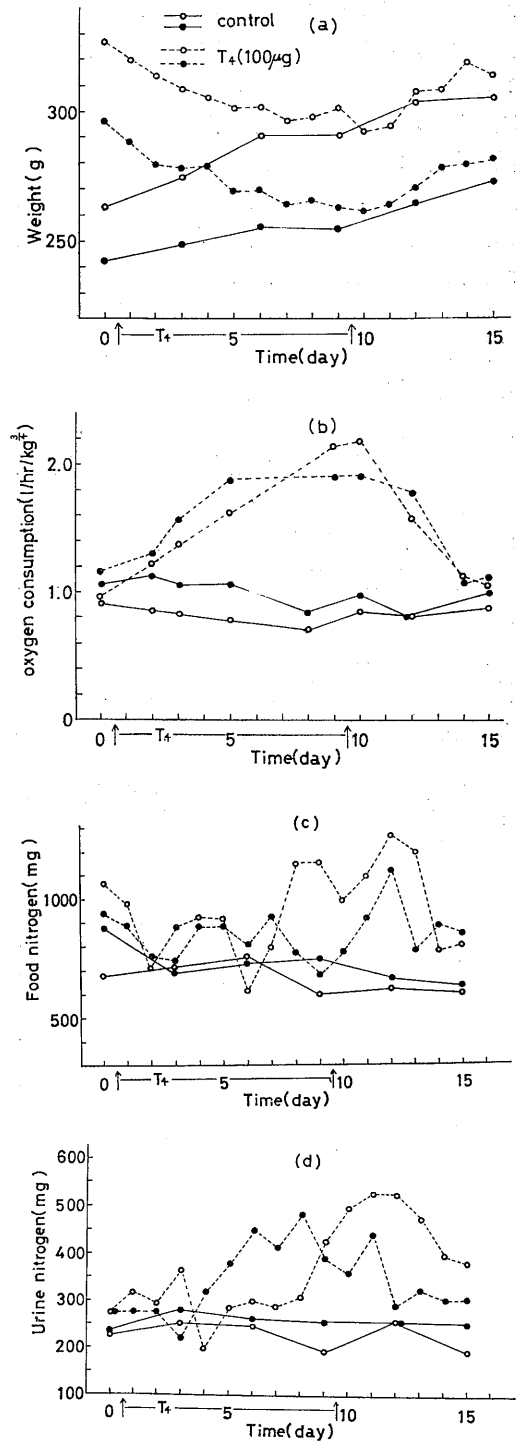 control (a)
T4(100μg)
300
250
Weight(g)
0 T4 5 10 15
Time(day)
(b)
2.0
1.0
0
oxygen consumption(l/hr/kg¾)
0 T4 5 10 15
Time(day)
(c)
1000
500
Food nitrogen(mg)
0 T4 5 10 15
Time(day)
(d)
600
500
400
300
200
100
Urine nitrogen(mg)
0 T4 5 10 15
Time(day)